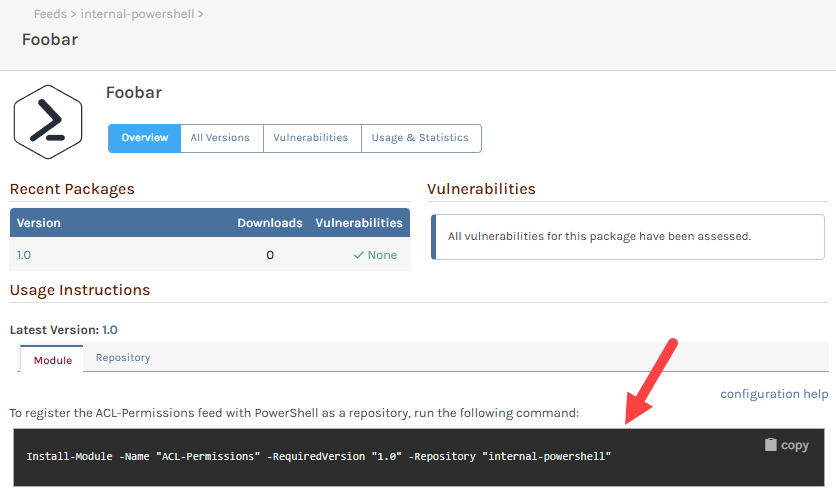 Feeds > internal-powershell >
Foobar
Foobar
Overview All Versions Vulnerabilities Usage & Statistics
Recent Packages
Version Downloads Vulnerabilities
1.0 0 None
Vulnerabilities
All vulnerabilities for this package have been assessed.
Usage Instructions
Latest Version: 1.0
Module Repository
configuration help
To register the ACL-Permissions feed with PowerShell as a repository, run the following command:
copy
Install-Module -Name "ACL-Permissions" -RequiredVersion "1.0" -Repository "internal-powershell"